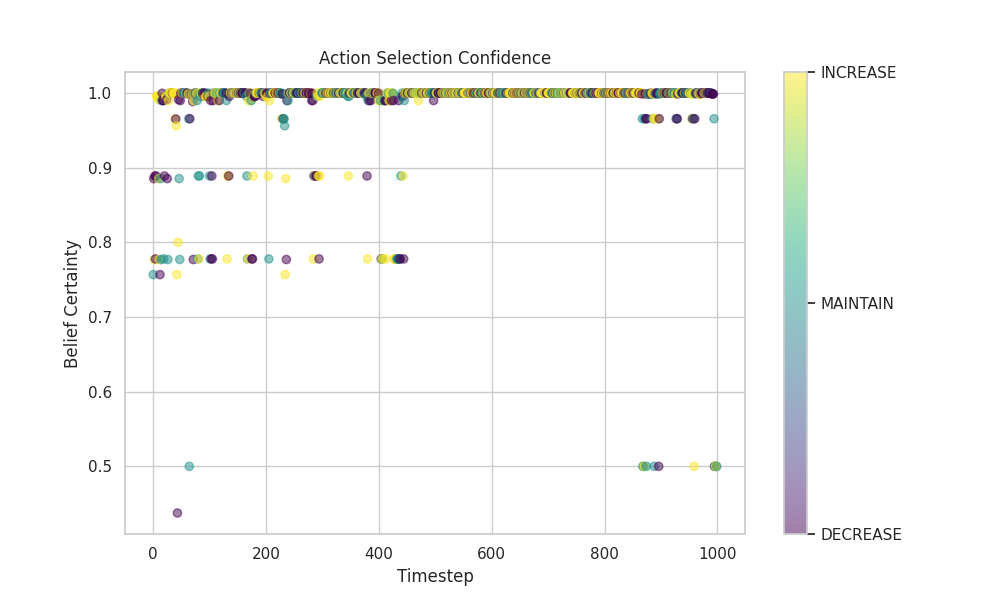 Action Selection Confidence
Belief Certainty
1.0
0.9
0.8
0.7
0.6
0.5
0
200
400
600
800
1000
Timestep
INCREASE
MAINTAIN
DECREASE